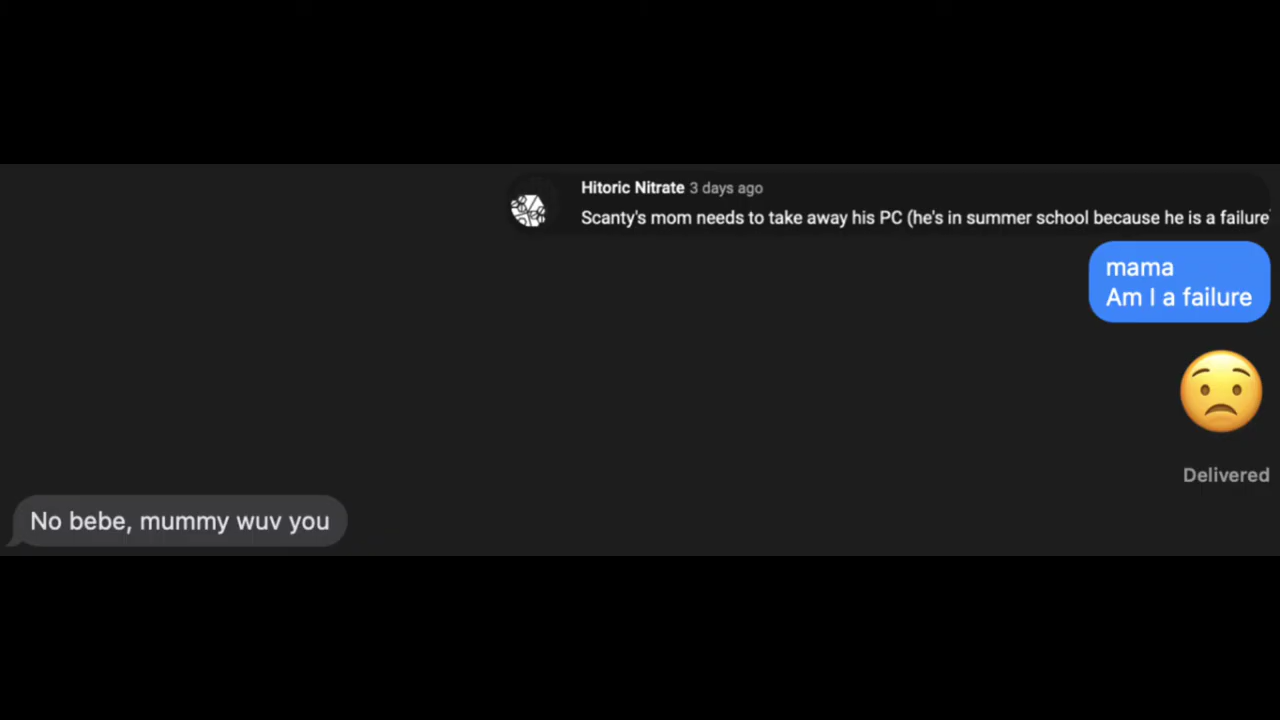 Hitoric Nitrate 3 days ago
Scanty's mom needs to take away his PC (he's in summer school because he is a failure
mama
Am I a failure
😟
Delivered
No bebe, mummy wuv you